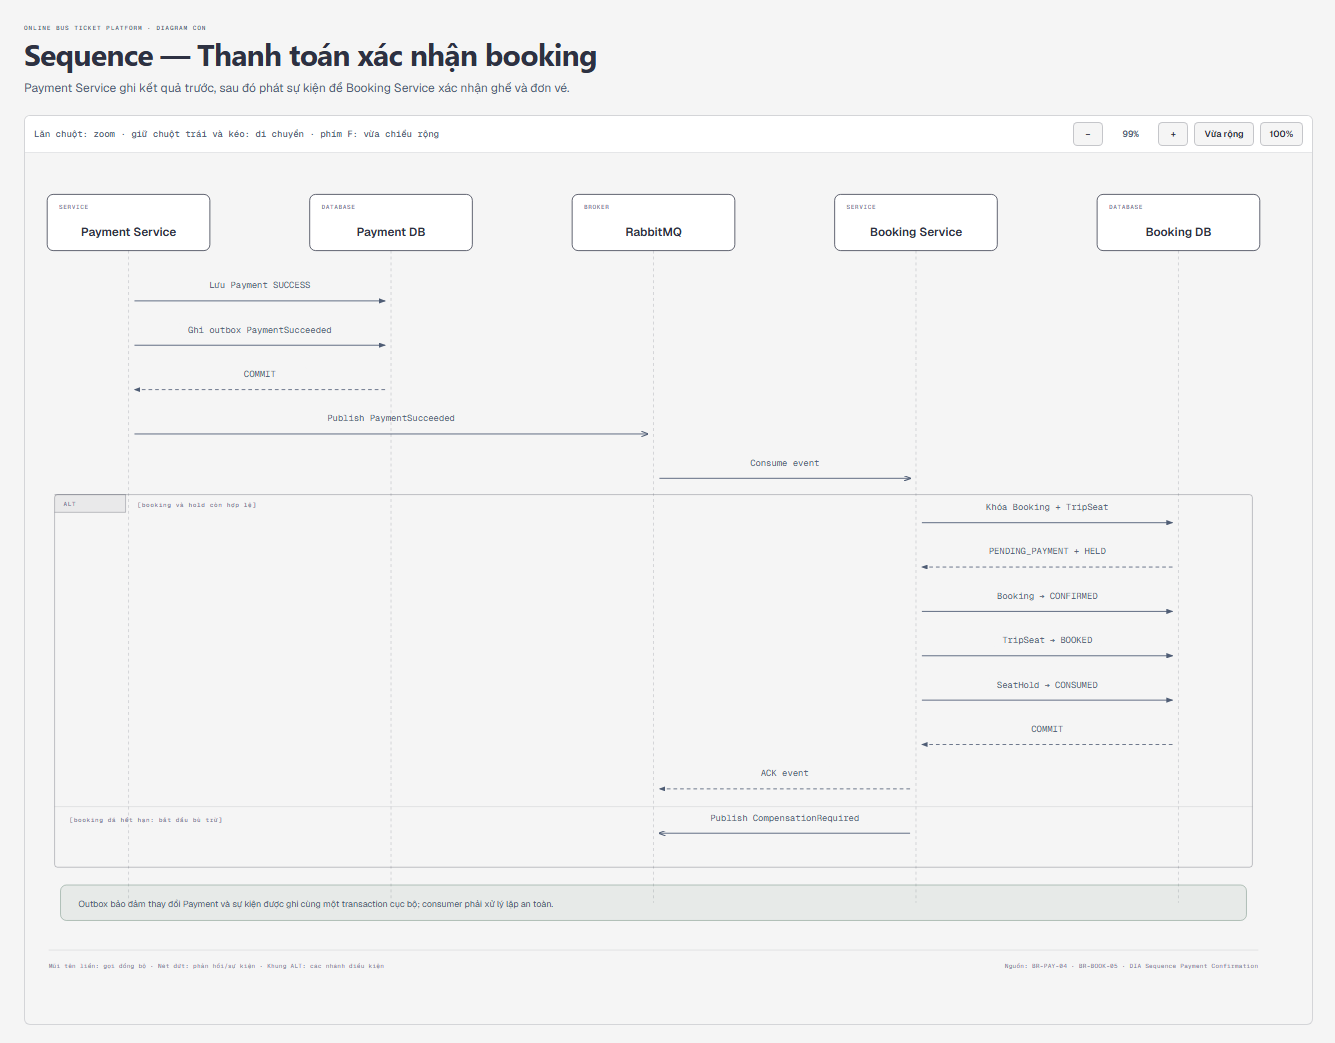 ONLINE BUS TICKET PLATFORM · DIAGRAM CON
Sequence — Thanh toán xác nhận booking
Payment Service ghi kết quả trước, sau đó phát sự kiện để Booking Service xác nhận ghế và đơn vé.
Lăn chuột: zoom · giữ chuột trái và kéo: di chuyển · phím F: vừa chiều rộng
−
99%
+
Vừa rộng
100%
SERVICE
Payment Service
DATABASE
Payment DB
BROKER
RabbitMQ
SERVICE
Booking Service
DATABASE
Booking DB
Lưu Payment SUCCESS
Ghi outbox PaymentSucceeded
COMMIT
Publish PaymentSucceeded
Consume event
ALT
[booking và hold còn hợp lệ]
Khóa Booking + TripSeat
PENDING_PAYMENT + HELD
Booking → CONFIRMED
TripSeat → BOOKED
SeatHold → CONSUMED
COMMIT
ACK event
[booking đã hết hạn: bắt đầu bù trừ]
Publish CompensationRequired
Outbox bảo đảm thay đổi Payment và sự kiện được ghi cùng một transaction cục bộ; consumer phải xử lý lặp an toàn.
Mũi tên liền: gọi đồng bộ · Nét đứt: phản hồi/sự kiện · Khung ALT: các nhánh điều kiện
Nguồn: BR-PAY-04 · BR-BOOK-05 · DIA Sequence Payment Confirmation